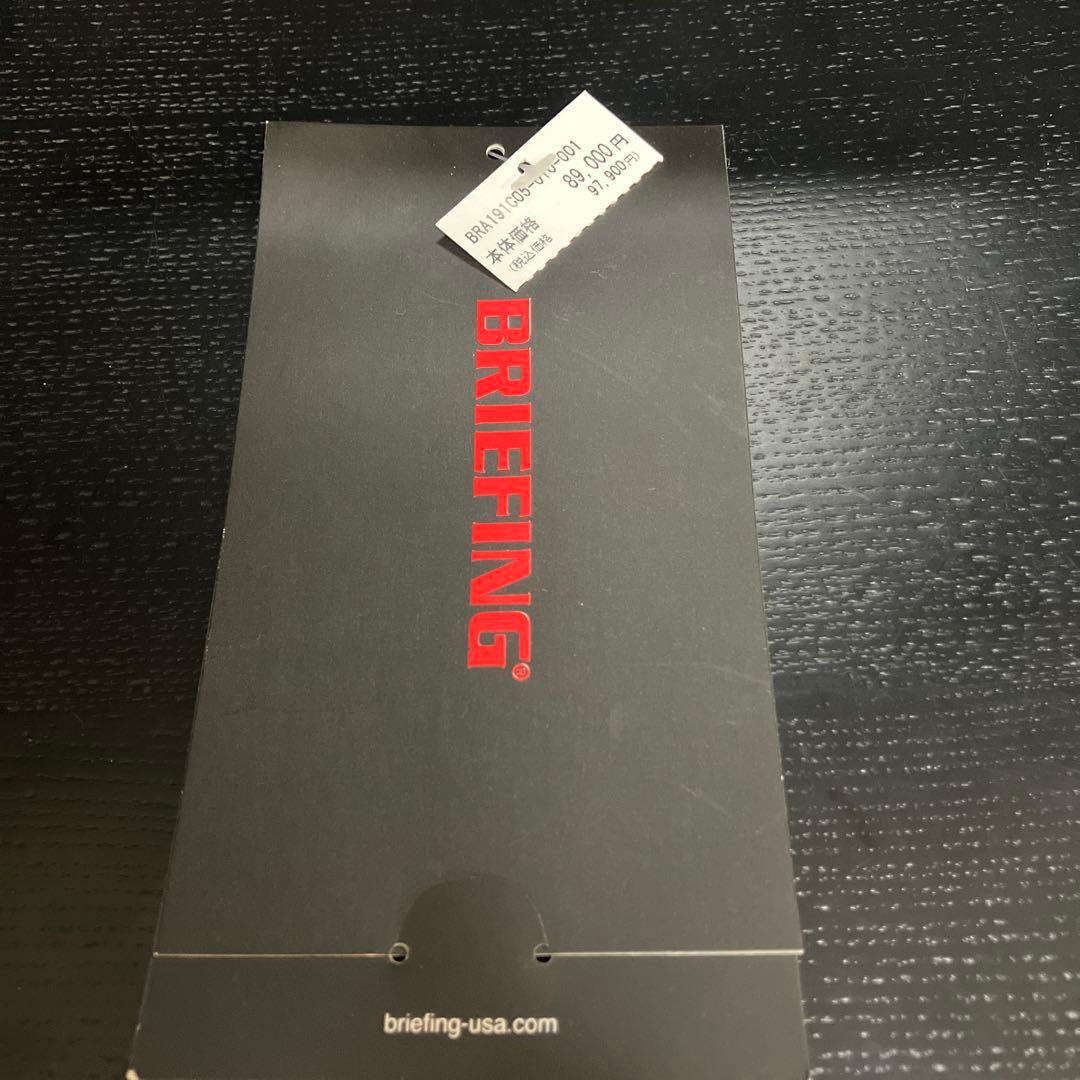 BRA191C05-010-001
本体価格 89,000円
(税込価格 97,900円)
BRIEFING®
briefing-usa.com